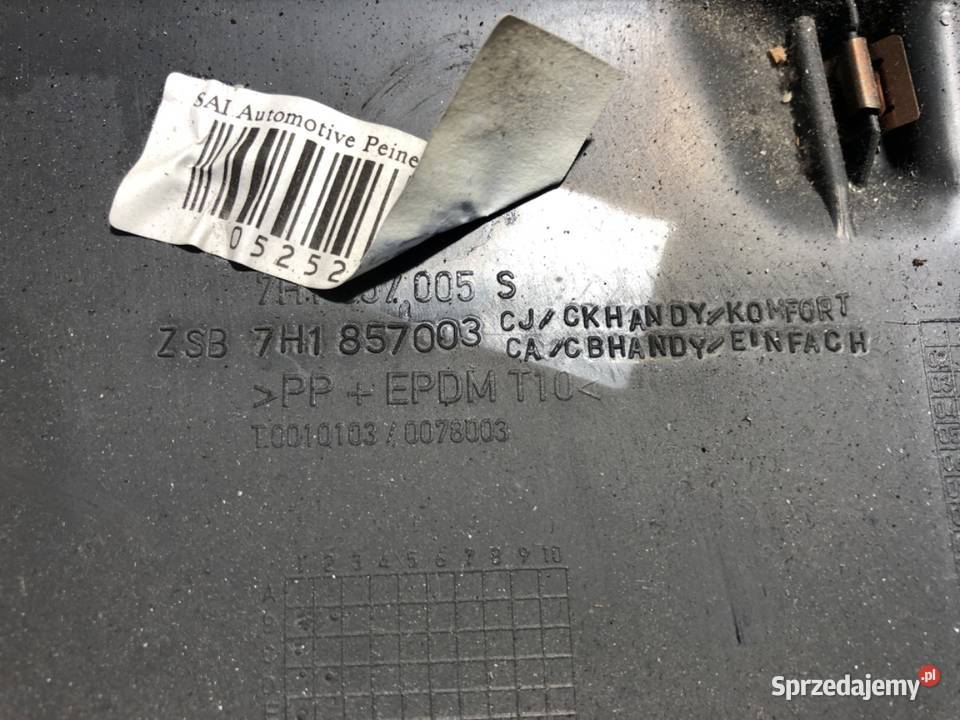 SAI Automotive Peine
05252
005 S
ZSB 7H1 857003 CJ//CKHANDY//KOMFORT
CA//CBHANDY//EINFACH
>PP + EPDM T10<
T.0010103 / 0078003
1 2 3 4 5 6 7 8 9 10
A
Sprzedajemy.pl